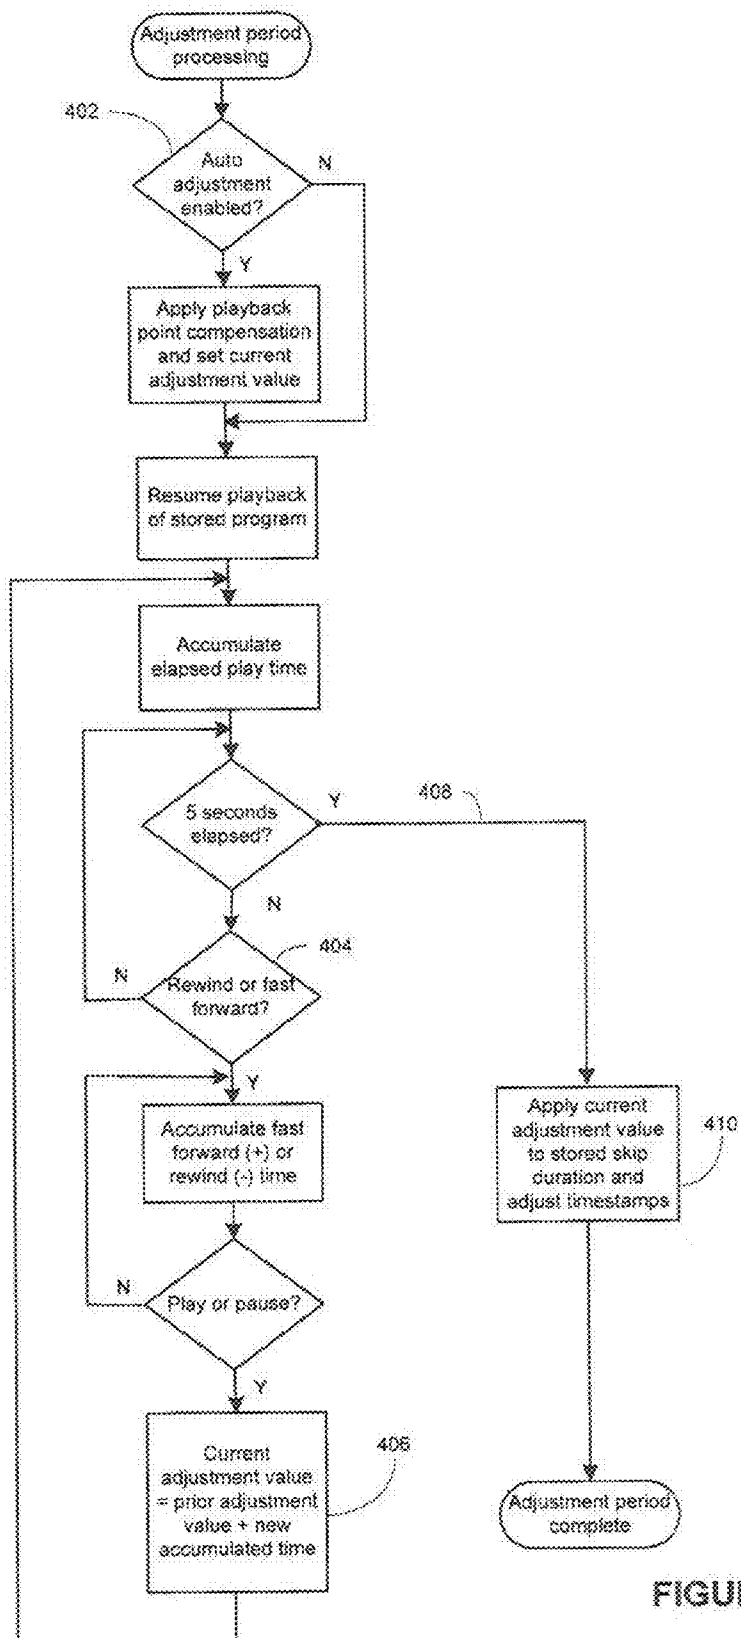 Adjustment period
processing
402
Auto
adjustment
enabled?
N
Y
Apply playback
point compensation
and set current
adjustment value
Resume playback
of stored program
Accumulate
elapsed play time
5 seconds
elapsed?
Y
408
N
404
Rewind or fast
forward?
N
Y
Accumulate fast
forward (+) or
rewind (-) time
Apply current
adjustment value
to stored skip
duration and
adjust timestamps
410
Play or pause?
N
Y
406
Current
adjustment value
= prior adjustment
value + new
accumulated time
Adjustment period
complete
FIGU